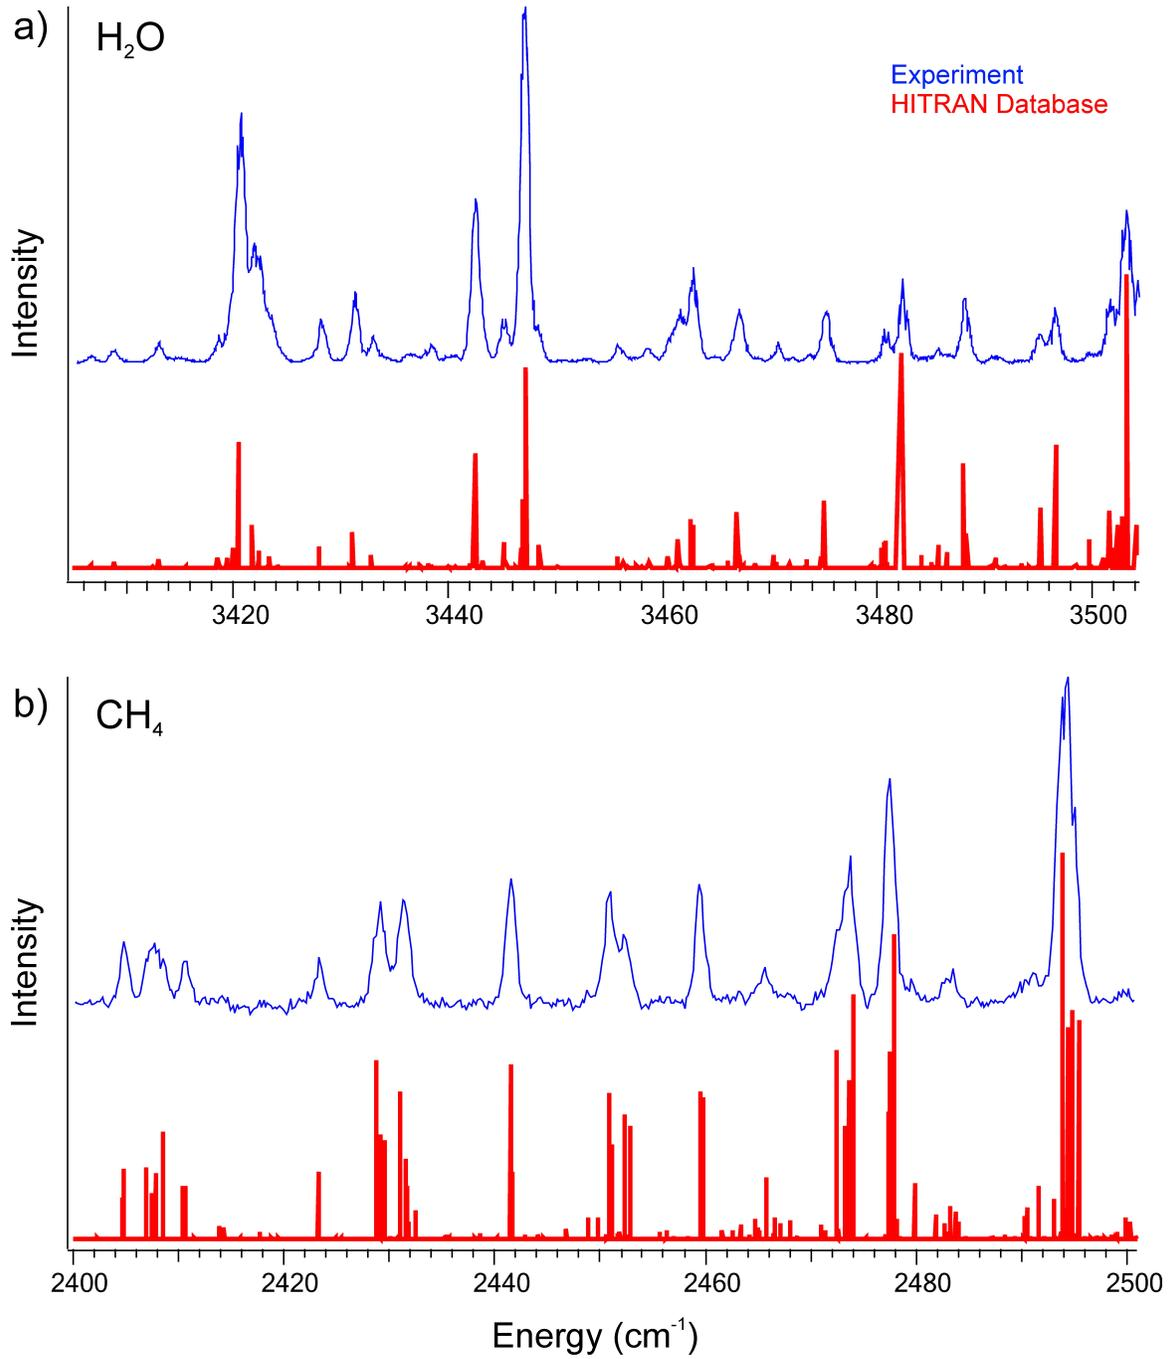 a) H2O
Experiment
HITRAN Database
Intensity
3420 3440 3460 3480 3500
b) CH4
Intensity
2400 2420 2440 2460 2480 2500
Energy (cm-1)